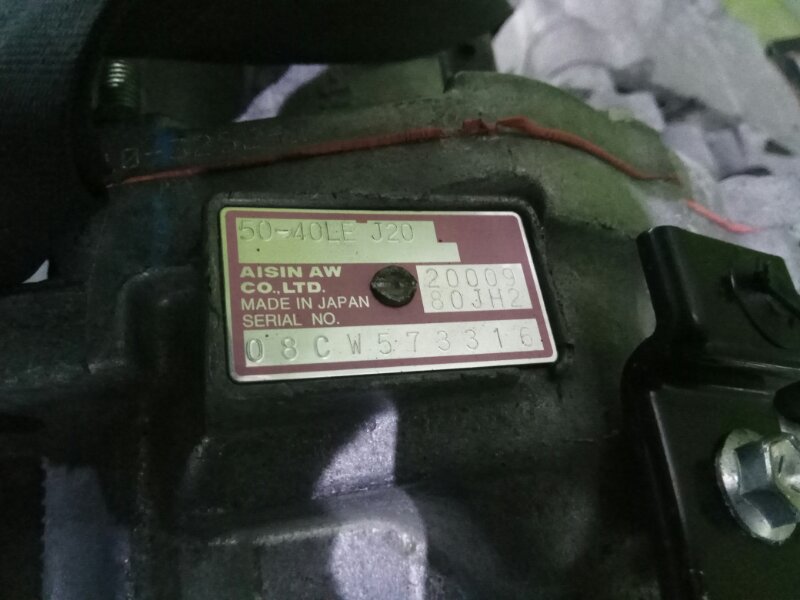 50-40LE J20
AISIN AW
CO.,LTD.
MADE IN JAPAN
SERIAL NO.
20009
80JH2
08CW573316